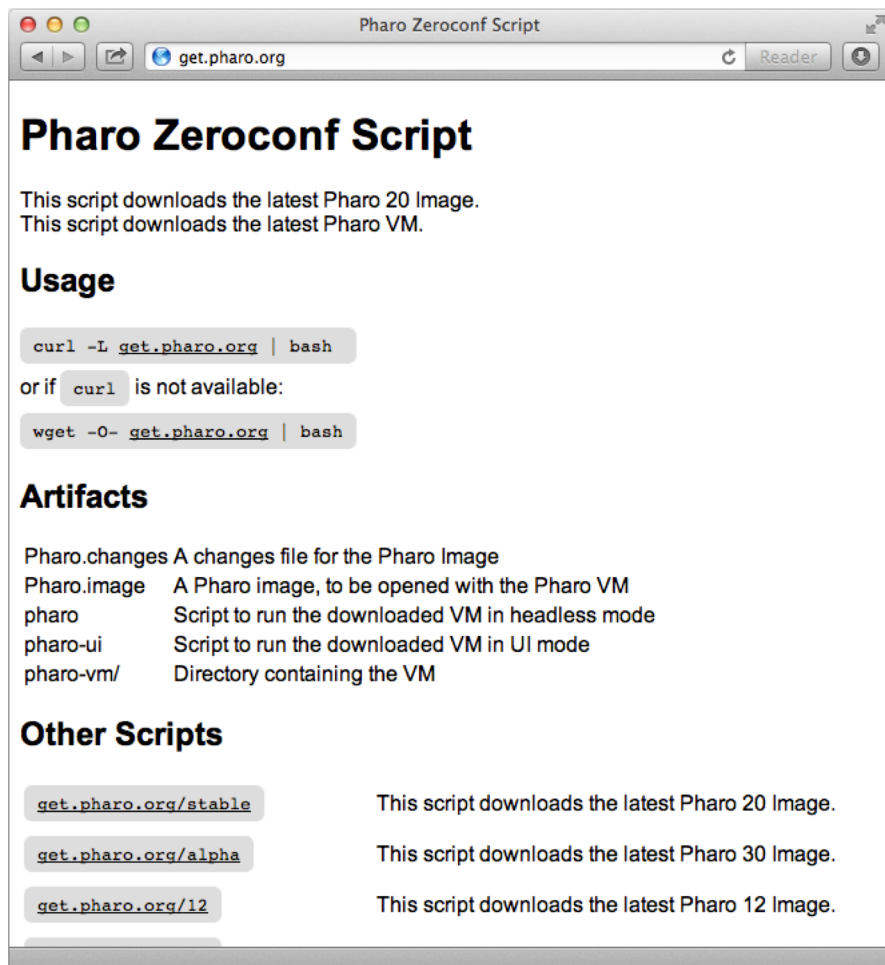 Pharo Zeroconf Script
get.pharo.org
Reader
Pharo Zeroconf Script
This script downloads the latest Pharo 20 Image.
This script downloads the latest Pharo VM.
Usage
curl -L get.pharo.org | bash
or if curl is not available:
wget -O- get.pharo.org | bash
Artifacts
Pharo.changes A changes file for the Pharo Image
Pharo.image A Pharo image, to be opened with the Pharo VM
pharo Script to run the downloaded VM in headless mode
pharo-ui Script to run the downloaded VM in UI mode
pharo-vm/ Directory containing the VM
Other Scripts
get.pharo.org/stable This script downloads the latest Pharo 20 Image.
get.pharo.org/alpha This script downloads the latest Pharo 30 Image.
get.pharo.org/12 This script downloads the latest Pharo 12 Image.